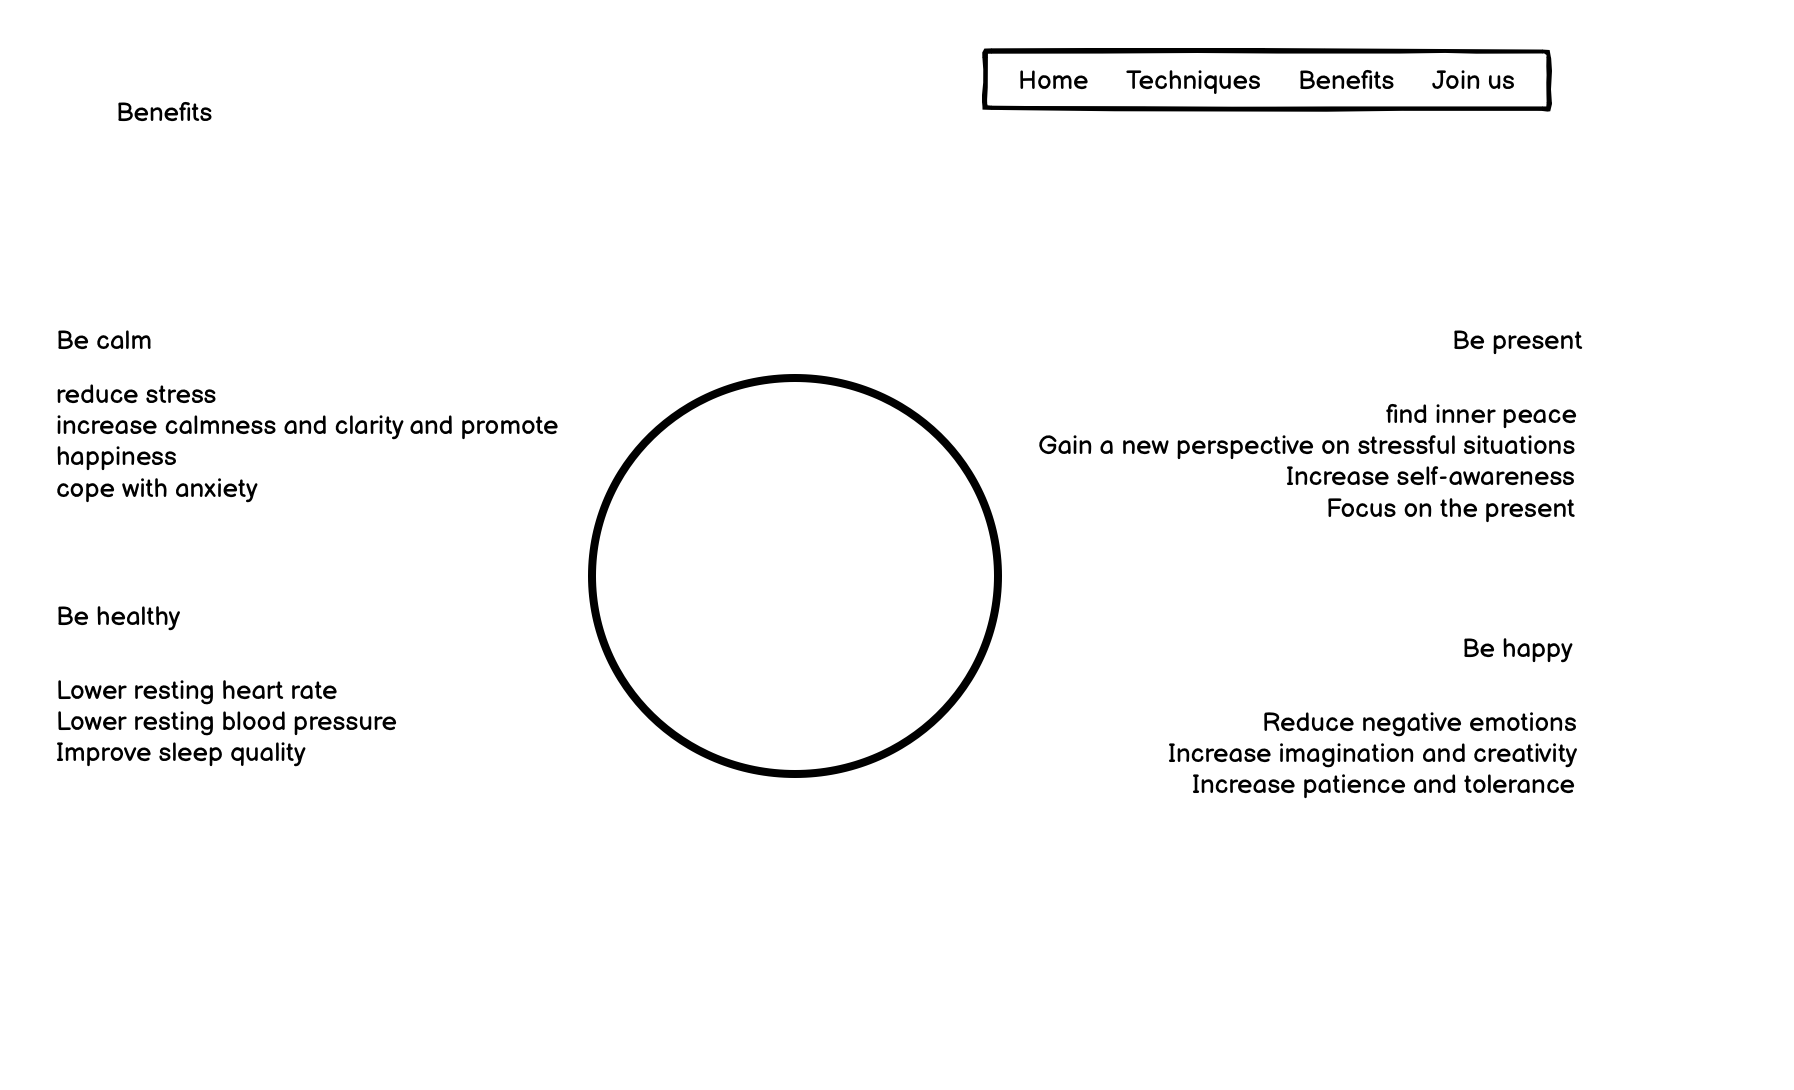 Home Techniques Benefits Join us
Benefits
Be calm
reduce stress
increase calmness and clarity and promote
happiness
cope with anxiety
Be healthy
Lower resting heart rate
Lower resting blood pressure
Improve sleep quality
Be present
find inner peace
Gain a new perspective on stressful situations
Increase self-awareness
Focus on the present
Be happy
Reduce negative emotions
Increase imagination and creativity
Increase patience and tolerance